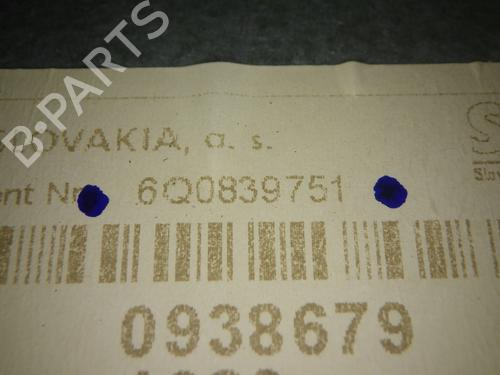 B-PARTS
OVAKIA, a. s.
ent Nr. 6Q0839751
0938679